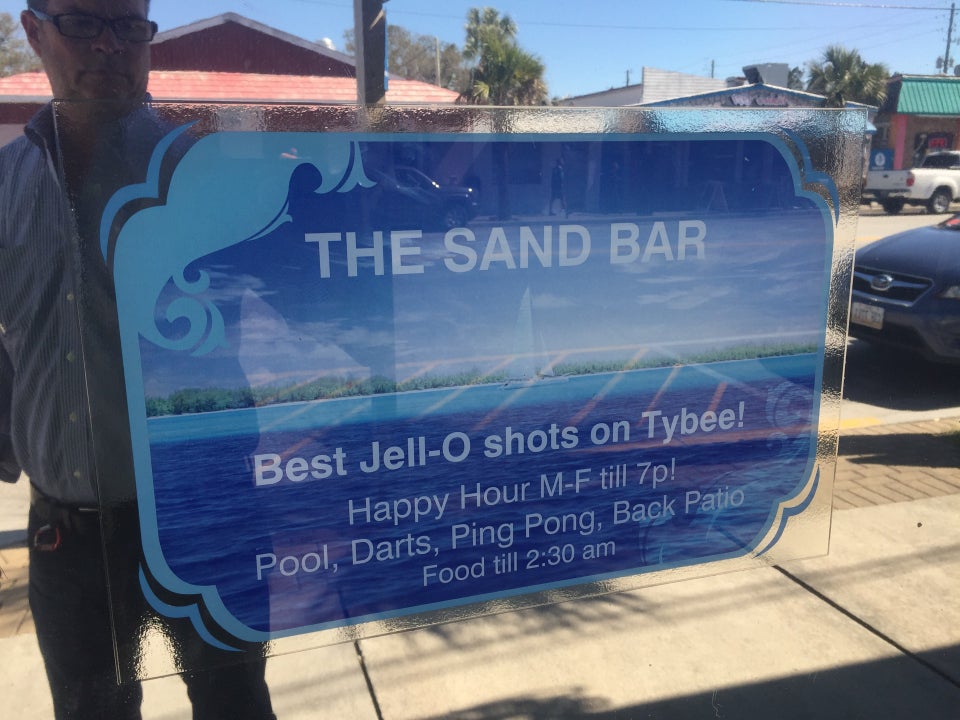 THE SAND BAR
Best Jell-O shots on Tybee!
Happy Hour M-F till 7p!
Pool, Darts, Ping Pong, Back Patio
Food till 2:30 am